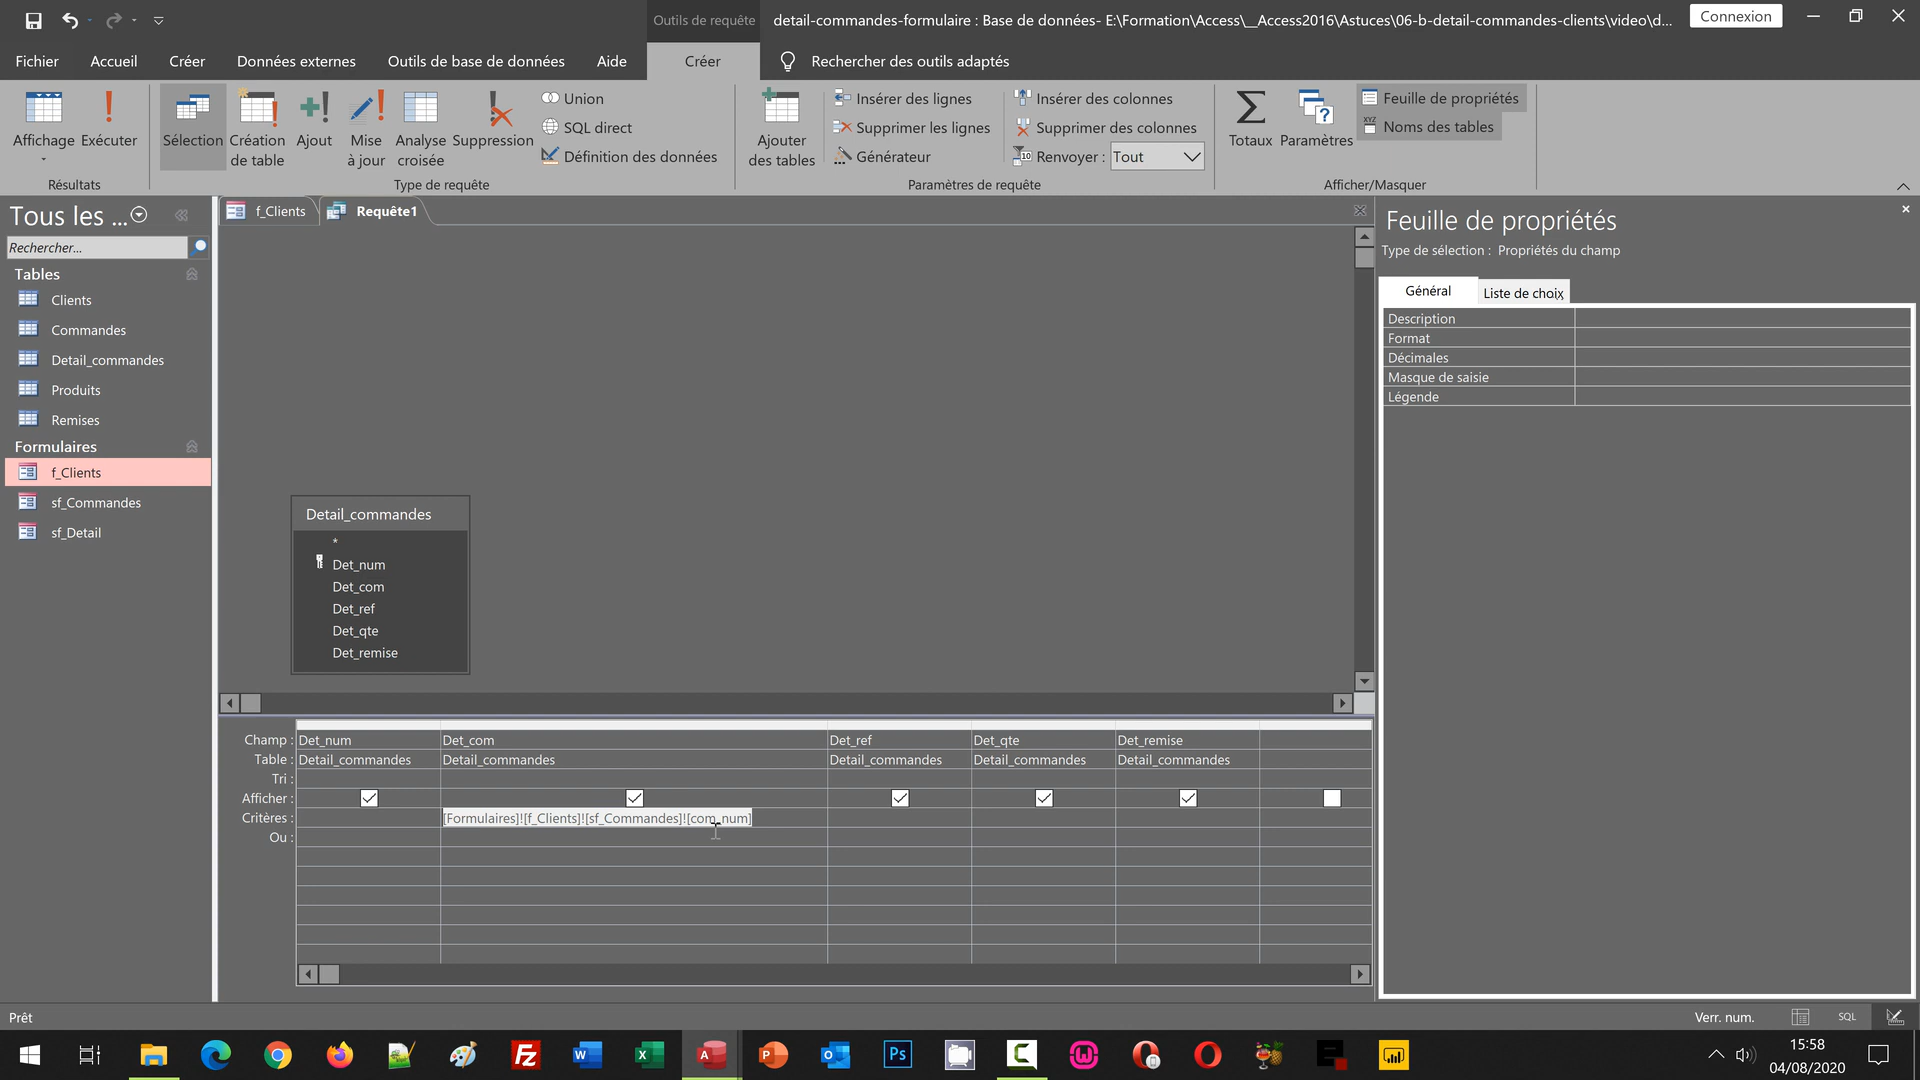 Outils de requête
detail-commandes-formulaire : Base de données- E:\Formation\Access\__Access2016\Astuces\06-b-detail-commandes-clients\video\d...
Connexion
Fichier
Accueil
Créer
Données externes
Outils de base de données
Aide
Créer
Rechercher des outils adaptés
Affichage
Exécuter
Résultats
Sélection
Création de table
Ajout
Mise à jour
Analyse croisée
Suppression
Union
SQL direct
Définition des données
Type de requête
Ajouter des tables
Insérer des lignes
Supprimer les lignes
Générateur
Insérer des colonnes
Supprimer des colonnes
Renvoyer : Tout
Paramètres de requête
Totaux
Paramètres
Feuille de propriétés
Noms des tables
Afficher/Masquer
Tous les ...
Rechercher...
Tables
Clients
Commandes
Detail_commandes
Produits
Remises
Formulaires
f_Clients
sf_Commandes
sf_Detail
f_Clients
Requête1
Detail_commandes
*
Det_num
Det_com
Det_ref
Det_qte
Det_remise
Champ : Det_num Det_com Det_ref Det_qte Det_remise
Table : Detail_commandes Detail_commandes Detail_commandes Detail_commandes Detail_commandes
Tri :
Afficher :
Critères : [Formulaires]![f_Clients]![sf_Commandes]![com_num]
Ou :
Feuille de propriétés
Type de sélection : Propriétés du champ
Général
Liste de choix
Description
Format
Décimales
Masque de saisie
Légende
Prêt
Verr. num.
SQL
15:58
04/08/2020